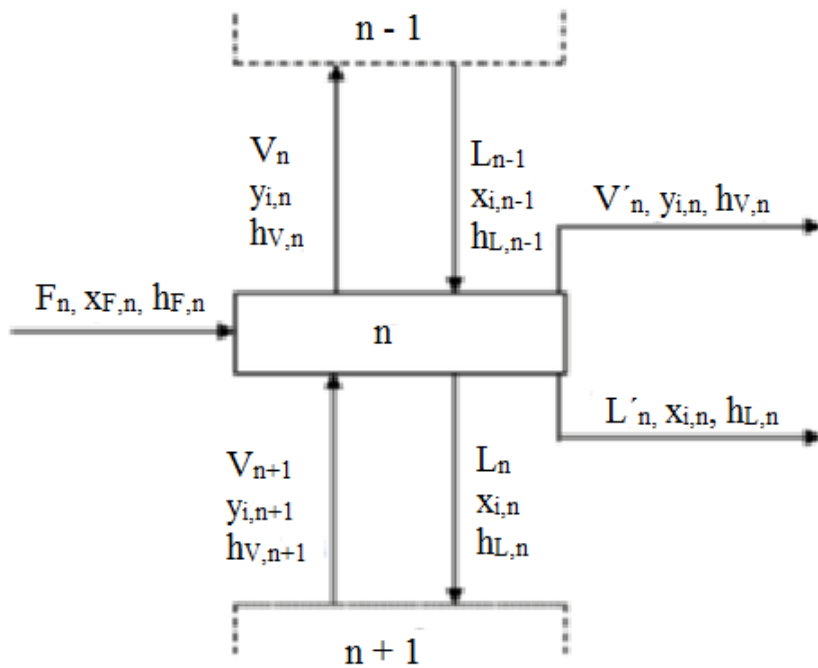 n - 1
Vn
yi,n
hV,n
Ln-1
xi,n-1
hL,n-1
V´n, yi,n, hV,n
Fn, xF,n, hF,n
n
L´n, xi,n, hL,n
Vn+1
yi,n+1
hV,n+1
Ln
xi,n
hL,n
n + 1